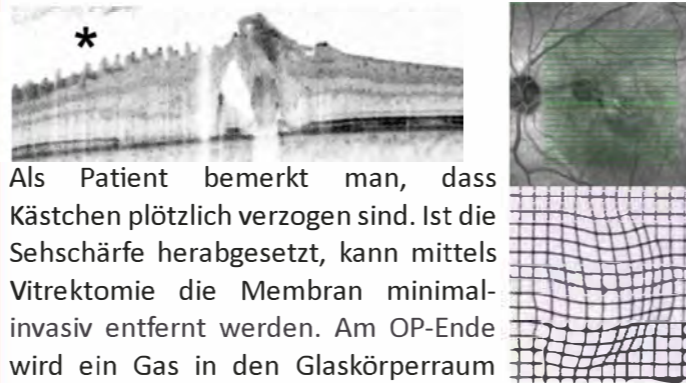 *
Als Patient bemerkt man, dass
Kästchen plötzlich verzogen sind. Ist die
Sehschärfe herabgesetzt, kann mittels
Vitrektomie die Membran minimal-
invasiv entfernt werden. Am OP-Ende
wird ein Gas in den Glaskörperraum